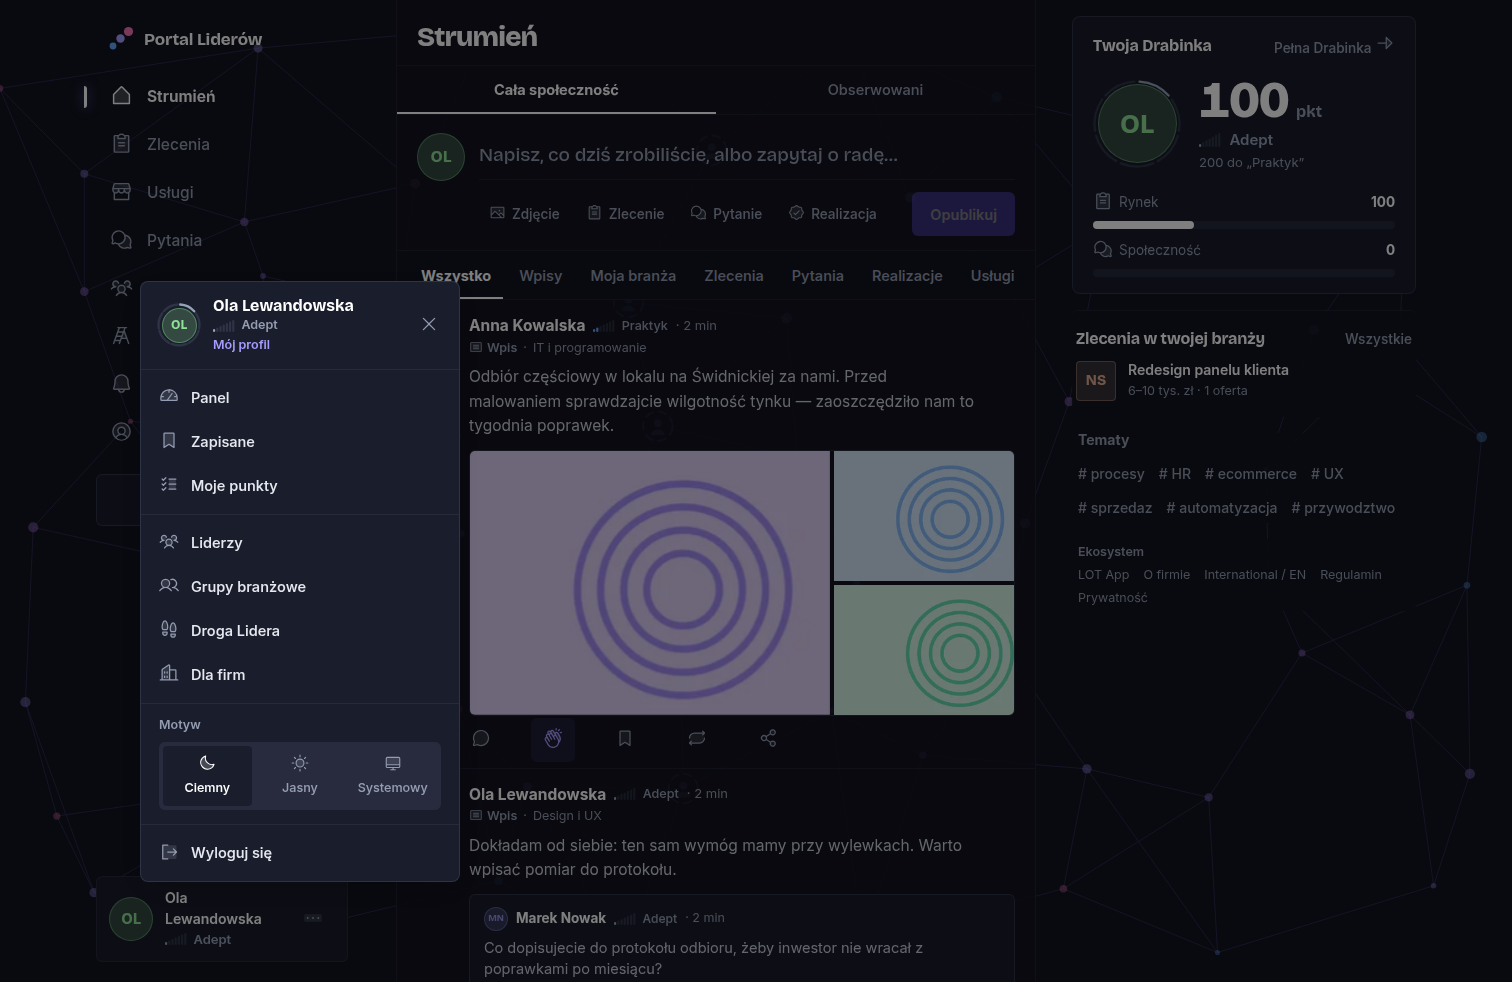 Portal Liderów
Strumień
Zlecenia
Usługi
Pytania
OL
Ola Lewandowska
Adept
Mój profil
Panel
Zapisane
Moje punkty
Liderzy
Grupy branżowe
Droga Lidera
Dla firm
Motyw
Ciemny
Jasny
Systemowy
Wyloguj się
OL
Ola
Lewandowska
Adept
Strumień
Cała społeczność
Obserwowani
OL
Napisz, co dziś zrobiliście, albo zapytaj o radę...
Zdjęcie
Zlecenie
Pytanie
Realizacja
Opublikuj
Wszystko
Wpisy
Moja branża
Zlecenia
Pytania
Realizacje
Usługi
Anna Kowalska Praktyk · 2 min
Wpis · IT i programowanie
Odbiór częściowy w lokalu na Świdnickiej za nami. Przed
malowaniem sprawdzajcie wilgotność tynku — zaoszczędziło nam to
tygodnia poprawek.
Ola Lewandowska Adept · 2 min
Wpis · Design i UX
Dokładam od siebie: ten sam wymóg mamy przy wylewkach. Warto
wpisać pomiar do protokołu.
MN Marek Nowak Adept · 2 min
Co dopisujecie do protokołu odbioru, żeby inwestor nie wracał z
poprawkami po miesiącu?
Twoja Drabinka
Pełna Drabinka
OL
100 pkt
Adept
200 do „Praktyk”
Rynek 100
Społeczność 0
Zlecenia w twojej branży
Wszystkie
NS
Redesign panelu klienta
6–10 tys. zł · 1 oferta
Tematy
# procesy # HR # ecommerce # UX
# sprzedaz # automatyzacja # przywodztwo
Ekosystem
LOT App O firmie International / EN Regulamin
Prywatność